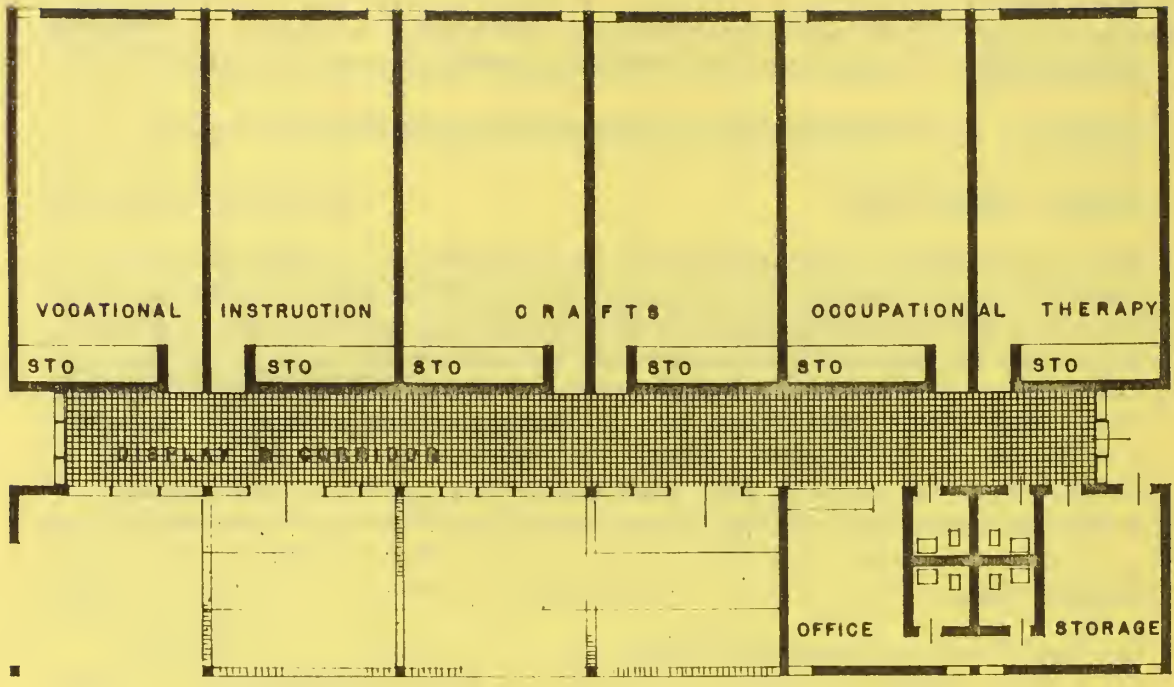 VOCATIONAL INSTRUCTION CRAFTS OCCUPATIONAL THERAPY
STO STO STO STO STO STO
DISPLAY & CORRIDOR
OFFICE STORAGE